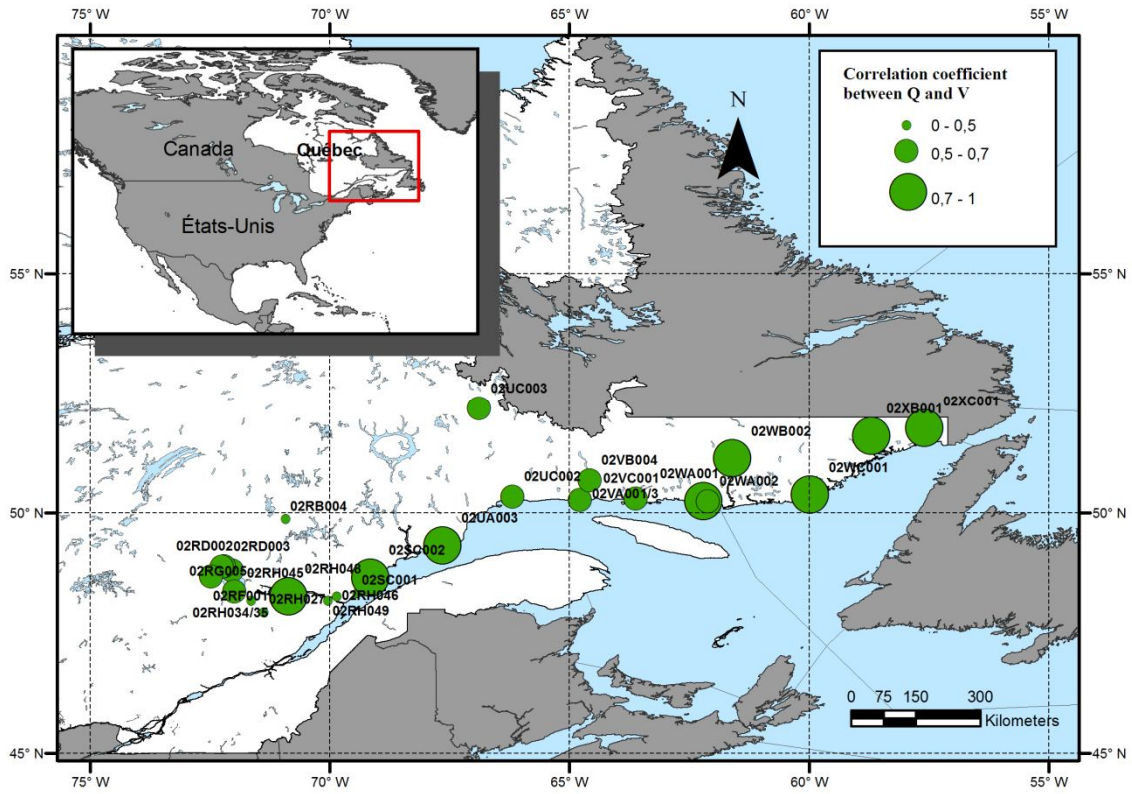 75° W 70° W 65° W 60° W 55° W
Canada
Québec
États-Unis
N
Correlation coefficient
between Q and V
0 - 0,5
0,5 - 0,7
0,7 - 1
55° N 55° N
02UC003
02XB001 02XC001
02WB002
02WC001
02VB004
02UC002 02VC001 02WA001
02VA001/3 02WA002
02RB004
50° N 50° N
02UA003
02RD002 02RD003
02SC002
02RG005 02RH045 02RH048
02SC001
02RH027 02RH046
02RH034/35 02RH049
0 75 150 300
Kilometers
45° N 45° N
75° W 70° W 65° W 60° W 55° W